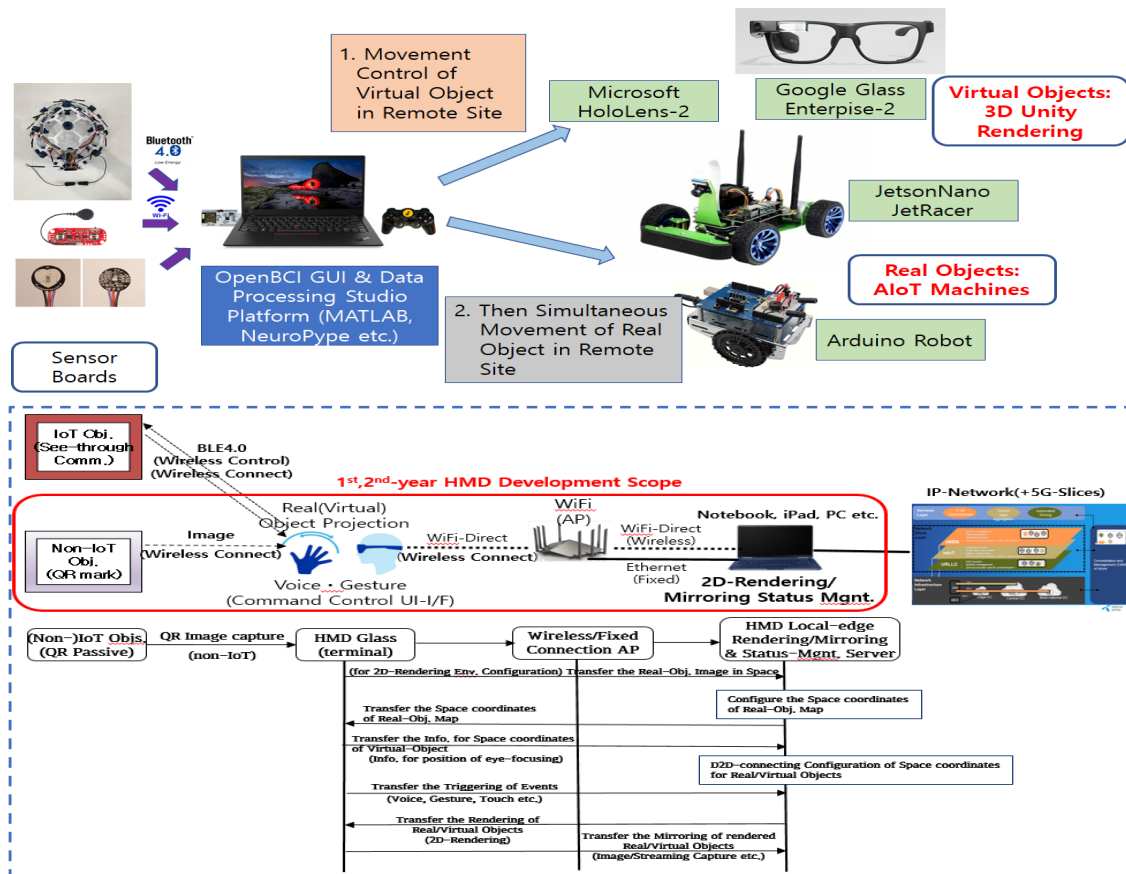 1. Movement
Control of
Virtual Object
in Remote Site
Microsoft
HoloLens-2
Google Glass
Enterpise-2
Virtual Objects:
3D Unity
Rendering
Bluetooth
4.0
Low Energy
Wi-Fi
JetsonNano
JetRacer
OpenBCI GUI & Data
Processing Studio
Platform (MATLAB,
NeuroPype etc.)
Real Objects:
AIoT Machines
2. Then Simultaneous
Movement of Real
Object in Remote
Site
Arduino Robot
Sensor
Boards
IoT Obj.
(See-through
Comm.)
BLE4.0
(Wireless Control)
(Wireless Connect)
1st,2nd-year HMD Development Scope
IP-Network(+5G-Slices)
Non-IoT
Obj.
(QR mark)
Image
(Wireless Connect)
Real(Virtual)
Object Projection
Voice・Gesture
(Command Control UI-I/F)
WiFi-Direct
(Wireless Connect)
WiFi
(AP)
WiFi-Direct
(Wireless)
Ethernet
(Fixed)
Notebook, iPad, PC etc.
2D-Rendering/
Mirroring Status Mgnt.
(Non-)IoT Objs.
(QR Passive)
QR Image capture
(non-IoT)
HMD Glass
(terminal)
Wireless/Fixed
Connection AP
HMD Local-edge
Rendering/Mirroring
& Status-Mgnt. Server
(for 2D-Rendering Env. Configuration) Transfer the Real-Obj. Image in Space
Configure the Space coordinates
of Real-Obj. Map
Transfer the Space coordinates
of Real-Obj. Map
Transfer the Info. for Space coordinates
of Virtual-Object
(Info. for position of eye-focusing)
D2D-connecting Configuration of Space coordinates
for Real/Virtual Objects
Transfer the Triggering of Events
(Voice, Gesture, Touch etc.)
Transfer the Rendering of
Real/Virtual Objects
(2D-Rendering)
Transfer the Mirroring of rendered
Real/Virtual Objects
(Image/Streaming Capture etc.)